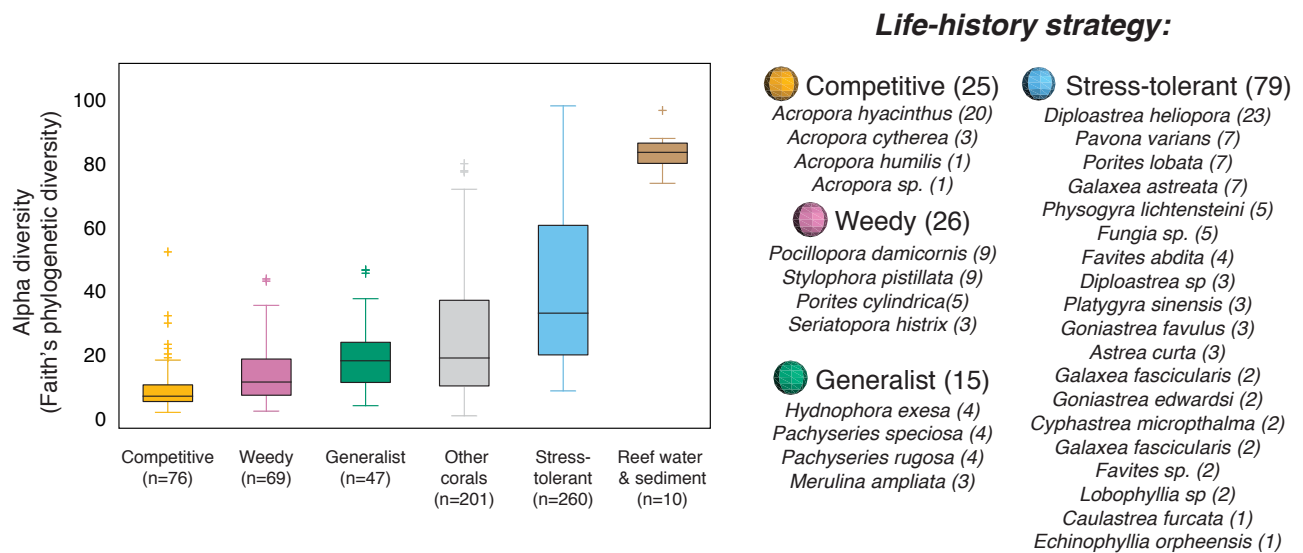 Life-history strategy:
Alpha diversity
(Faith's phylogenetic diversity)
100
80
60
40
20
0
Competitive
(n=76)
Weedy
(n=69)
Generalist
(n=47)
Other
corals
(n=201)
Stress-
tolerant
(n=260)
Reef water
& sediment
(n=10)
Competitive (25)
Acropora hyacinthus (20)
Acropora cytherea (3)
Acropora humilis (1)
Acropora sp. (1)
Weedy (26)
Pocillopora damicornis (9)
Stylophora pistillata (9)
Porites cylindrica(5)
Seriatopora histrix (3)
Generalist (15)
Hydnophora exesa (4)
Pachyseries speciosa (4)
Pachyseries rugosa (4)
Merulina ampliata (3)
Stress-tolerant (79)
Diploastrea heliopora (23)
Pavona varians (7)
Porites lobata (7)
Galaxea astreata (7)
Physogyra lichtensteini (5)
Fungia sp. (5)
Favites abdita (4)
Diploastrea sp (3)
Platygyra sinensis (3)
Goniastrea favulus (3)
Astrea curta (3)
Galaxea fascicularis (2)
Goniastrea edwardsi (2)
Cyphastrea micropthalma (2)
Galaxea fascicularis (2)
Favites sp. (2)
Lobophyllia sp (2)
Caulastrea furcata (1)
Echinophyllia orpheensis (1)